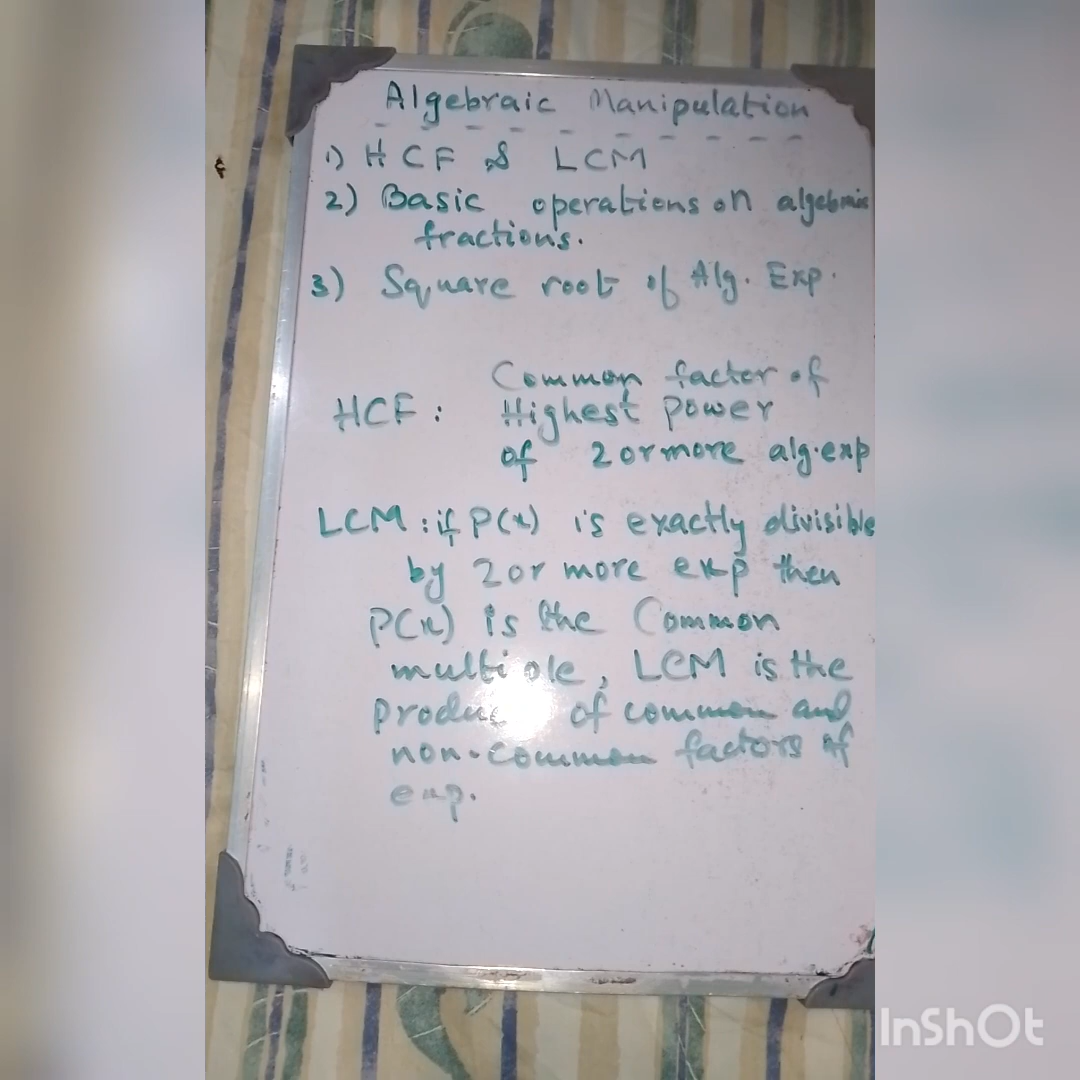 Algebraic Manipulation
1) HCF & LCM
2) Basic operations on algebraic
fractions.
3) Square root of Alg. Exp.
Common factor of
HCF : Highest power
of 2 or more alg.exp
LCM : if P(x) is exactly divisible
by 2 or more exp then
P(x) is the Common
multiple, LCM is the
Product of common and
non-common factors of
exp.
InShOt